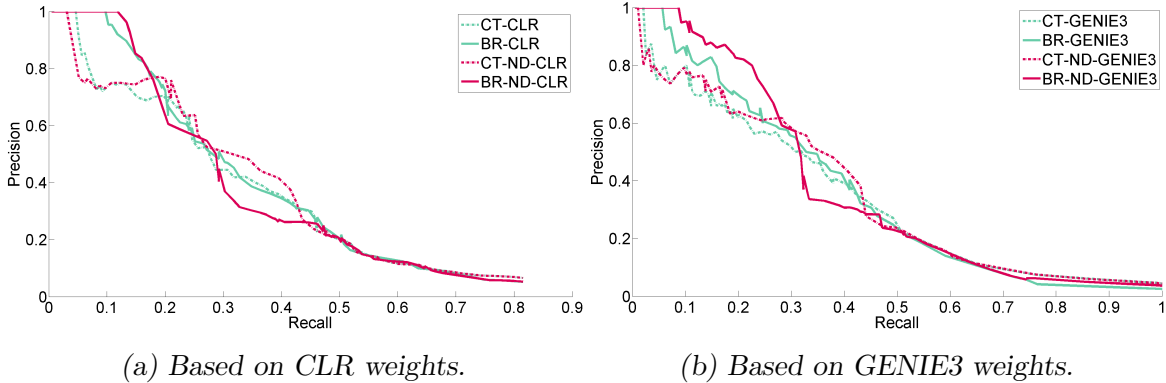 1
0.8
0.6
0.4
0.2
0
Precision
0
0.1
0.2
0.3
0.4
0.5
0.6
0.7
0.8
0.9
Recall
CT-CLR
BR-CLR
CT-ND-CLR
BR-ND-CLR
(a) Based on CLR weights.
1
0.8
0.6
0.4
0.2
0
Precision
0
0.1
0.2
0.3
0.4
0.5
0.6
0.7
0.8
0.9
1
Recall
CT-GENIE3
BR-GENIE3
CT-ND-GENIE3
BR-ND-GENIE3
(b) Based on GENIE3 weights.